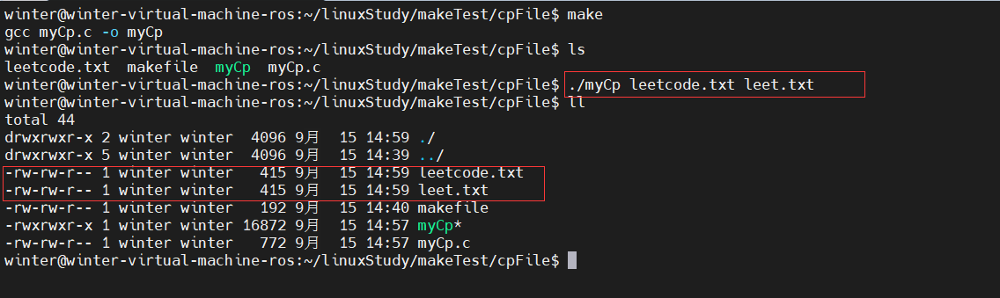 winter@winter-virtual-machine-ros:~/linuxStudy/makeTest/cpFile$ make
gcc myCp.c -o myCp
winter@winter-virtual-machine-ros:~/linuxStudy/makeTest/cpFile$ ls
leetcode.txt  makefile  myCp  myCp.c
winter@winter-virtual-machine-ros:~/linuxStudy/makeTest/cpFile$ ./myCp leetcode.txt leet.txt
winter@winter-virtual-machine-ros:~/linuxStudy/makeTest/cpFile$ ll
total 44
drwxrwxr-x 2 winter winter  4096 9月  15 14:59 ./
drwxrwxr-x 5 winter winter  4096 9月  15 14:39 ../
-rw-rw-r-- 1 winter winter   415 9月  15 14:59 leetcode.txt
-rw-rw-r-- 1 winter winter   415 9月  15 14:59 leet.txt
-rw-rw-r-- 1 winter winter   192 9月  15 14:40 makefile
-rwxrwxr-x 1 winter winter 16872 9月  15 14:57 myCp*
-rw-rw-r-- 1 winter winter   772 9月  15 14:57 myCp.c
winter@winter-virtual-machine-ros:~/linuxStudy/makeTest/cpFile$